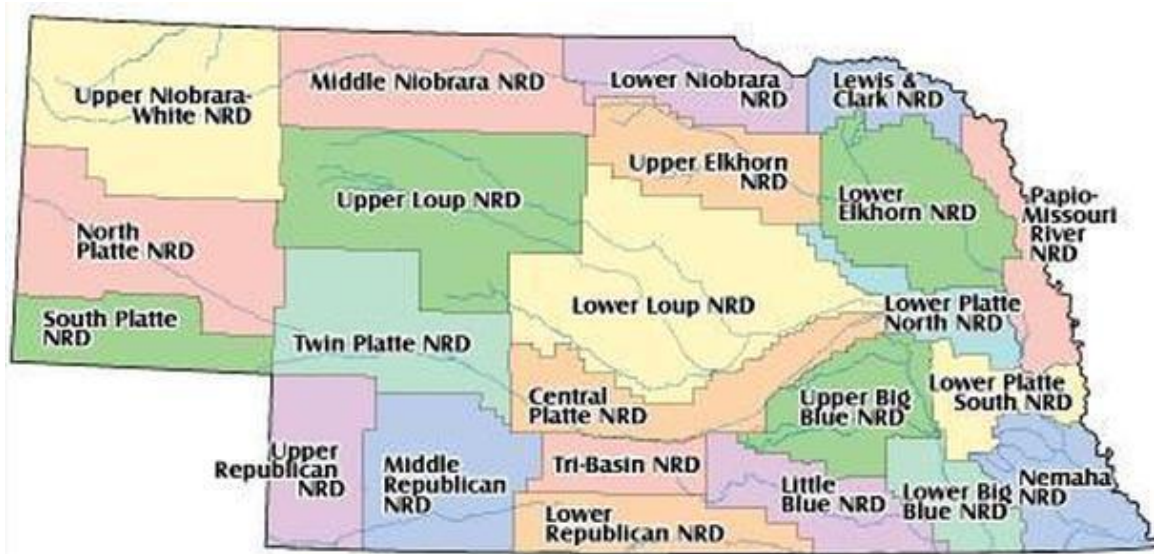 Upper Niobrara-
White NRD
Middle Niobrara NRD
Lower Niobrara
NRD
Lewis &
Clark NRD
Upper Elkhorn
NRD
Lower
Elkhorn NRD
Papio-
Missouri
River
NRD
Upper Loup NRD
North
Platte NRD
Lower Loup NRD
Lower Platte
North NRD
South Platte
NRD
Twin Platte NRD
Central
Platte NRD
Upper Big
Blue NRD
Lower Platte
South NRD
Upper
Republican
NRD
Middle
Republican
NRD
Tri-Basin NRD
Little
Blue NRD
Lower Big
Blue NRD
Nemaha
NRD
Lower
Republican NRD